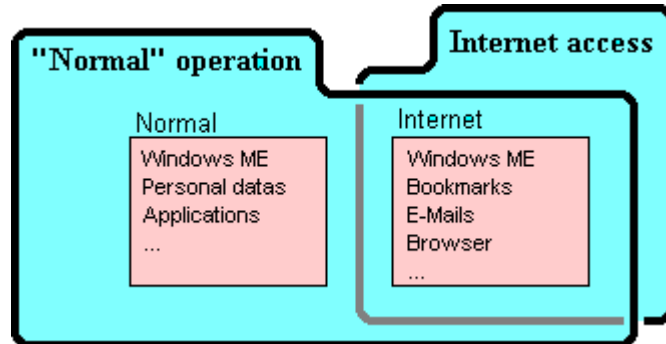 "Normal" operation
Internet access
Normal
Windows ME
Personal datas
Applications
...
Internet
Windows ME
Bookmarks
E-Mails
Browser
...